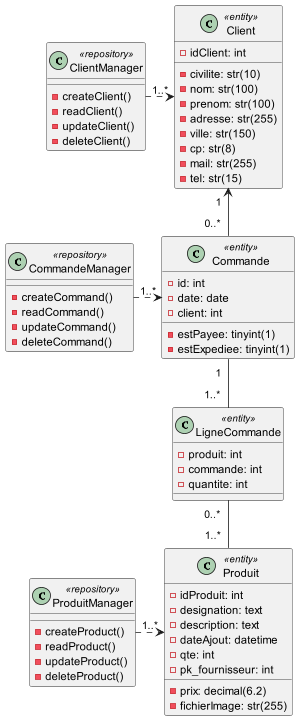 «entity»
C
Client
idClient: int
civilite: str(10)
nom: str(100)
prenom: str(100)
adresse: str(255)
ville: str(150)
cp: str(8)
mail: str(255)
tel: str(15)
«repository»
C
ClientManager
createClient()
readClient()
updateClient()
deleteClient()
1..*
1
0..*
«entity»
C
Commande
id: int
date: date
client: int
estPayee: tinyint(1)
estExpediee: tinyint(1)
«repository»
C
CommandeManager
createCommand()
readCommand()
updateCommand()
deleteCommand()
1..*
1
1..*
«entity»
C
LigneCommande
produit: int
commande: int
quantite: int
0..*
1..*
«entity»
C
Produit
idProduit: int
designation: text
description: text
dateAjout: datetime
qte: int
pk_fournisseur: int
prix: decimal(6.2)
fichierImage: str(255)
«repository»
C
ProduitManager
createProduct()
readProduct()
updateProduct()
deleteProduct()
1..*